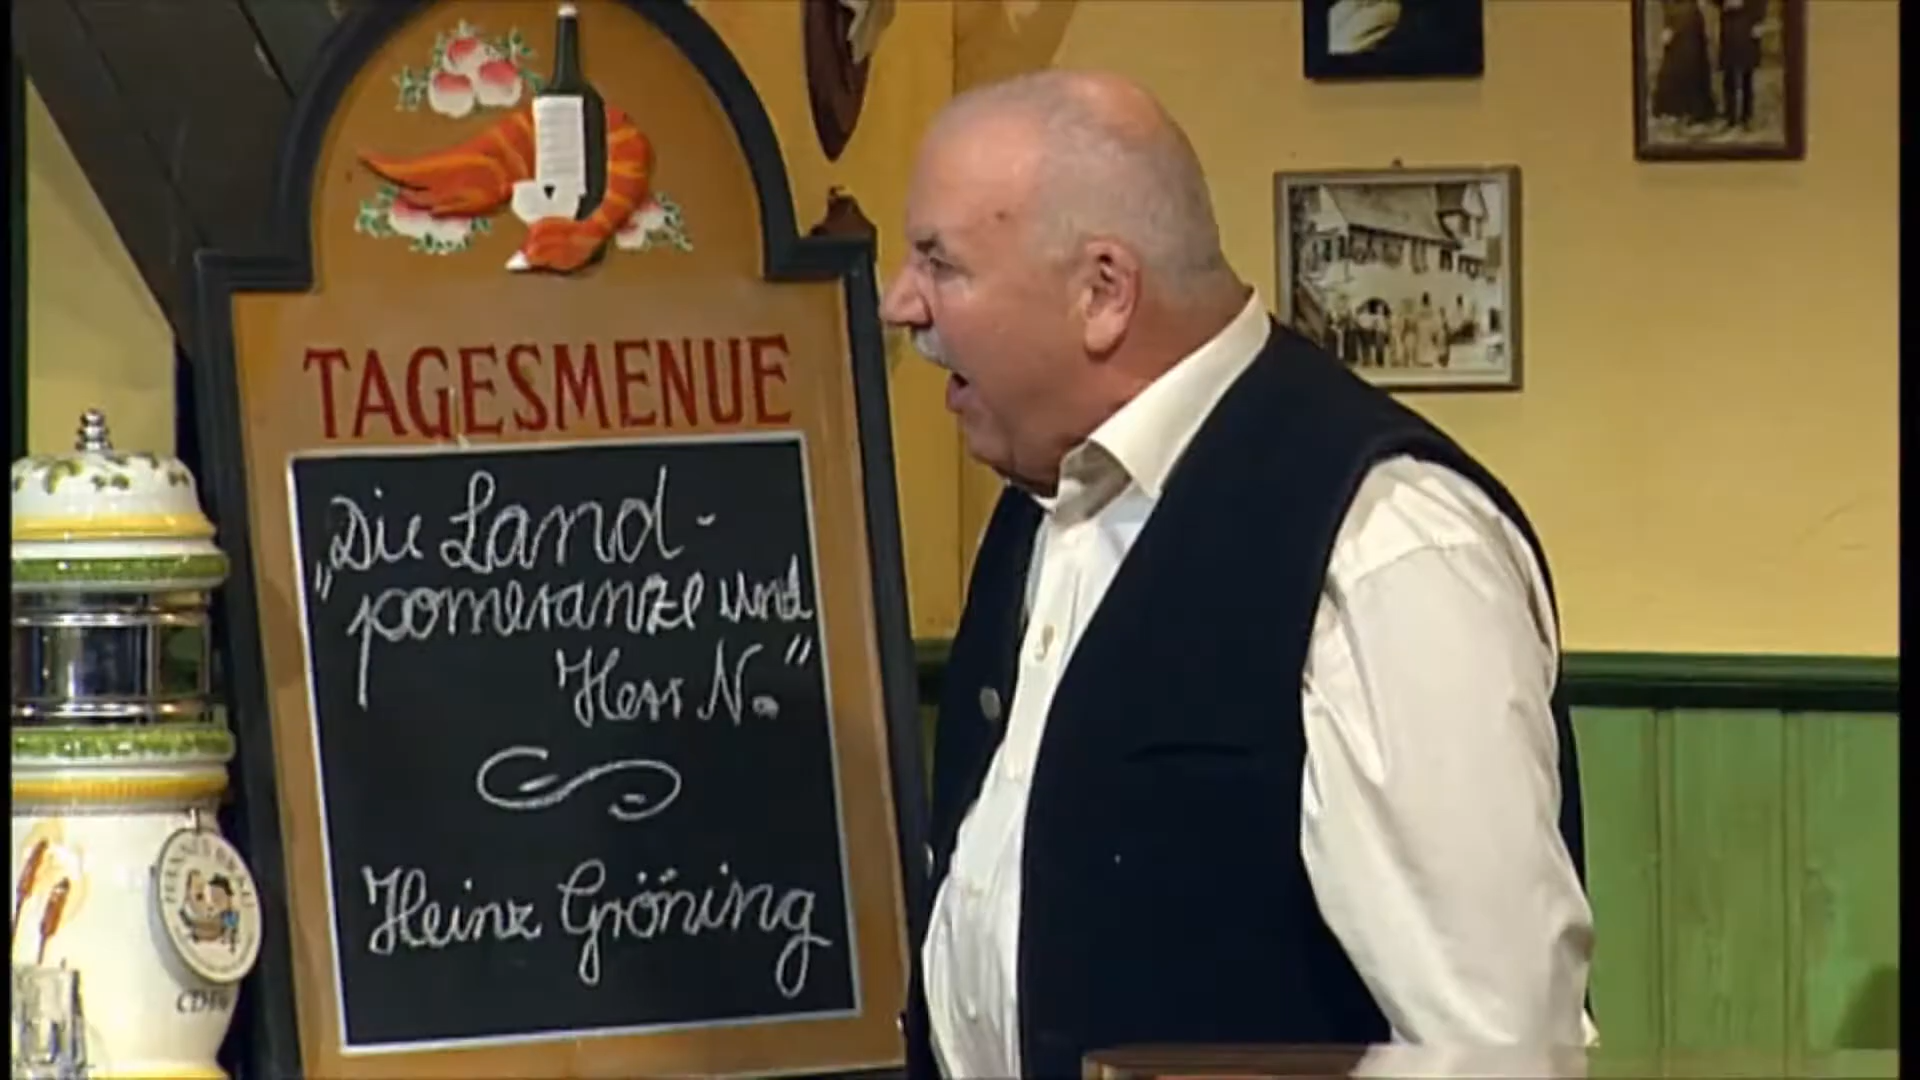 TAGESMENUE
„Die Land-
pomeranze und
Herr N."
Heinz Gröning